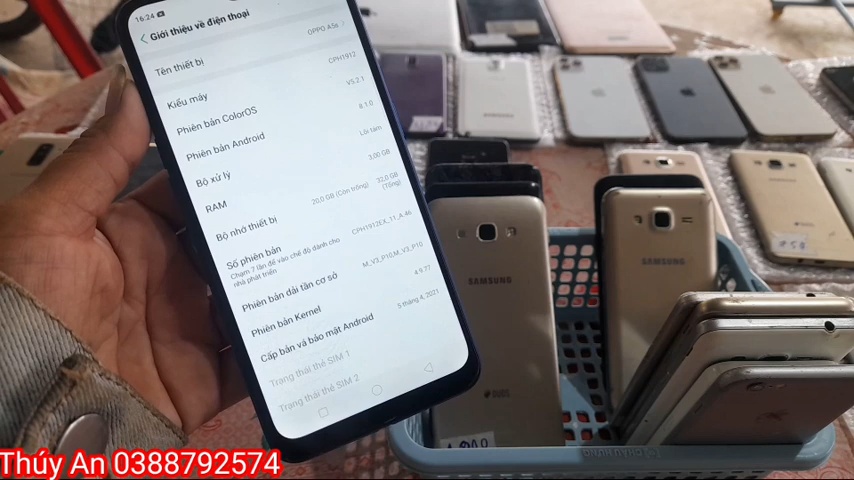 16:24
Giới thiệu về điện thoại
Tên thiết bị OPPO A5s
Kiểu máy CPH1912
Phiên bản ColorOS V5.2.1
Phiên bản Android 8.1.0
Bộ xử lý Lõi tám
RAM 3,00 GB
Bộ nhớ thiết bị 20,0 GB (Còn trống) 32,0 GB (Tổng)
Số phiên bản CPH1912EX_11_A.46
Chạm 7 lần để vào chế độ dành cho
nhà phát triển
Phiên bản dải tần cơ sở M_V3_P10,M_V3_P10
Phiên bản Kernel 4.9.77
Cấp bản vá bảo mật Android 5 tháng 4, 2021
Trạng thái thẻ SIM 1
Trạng thái thẻ SIM 2
SAMSUNG
DUOS
SAMSUNG
Thúy An 0388792574